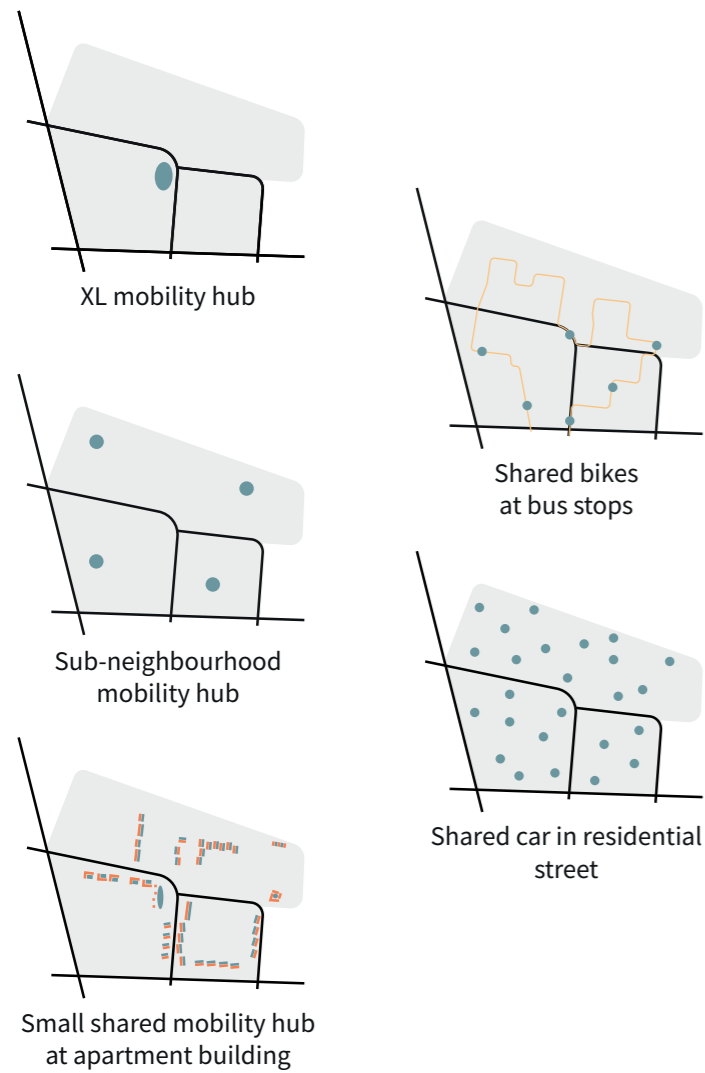 XL mobility hub
Sub-neighbourhood
mobility hub
Small shared mobility hub
at apartment building
Shared bikes
at bus stops
Shared car in residential
street